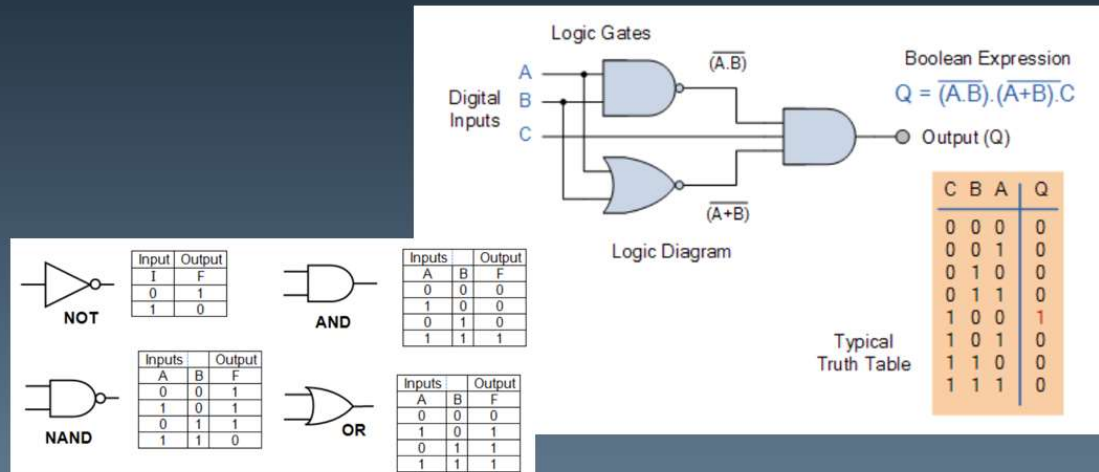 Logic Gates
A
B
C
Digital
Inputs
(A.B)
(A+B)
Logic Diagram
Boolean Expression
Q = (A.B).(A+B).C
Output (Q)
C B A Q
0 0 0 0
0 0 1 0
0 1 0 0
0 1 1 0
1 0 0 1
1 0 1 0
1 1 0 0
1 1 1 0
Typical
Truth Table
NOT
Input Output
I F
0 1
1 0
AND
Inputs Output
A B F
0 0 0
1 0 0
0 1 0
1 1 1
NAND
Inputs Output
A B F
0 0 1
1 0 1
0 1 1
1 1 0
OR
Inputs Output
A B F
0 0 0
1 0 1
0 1 1
1 1 1